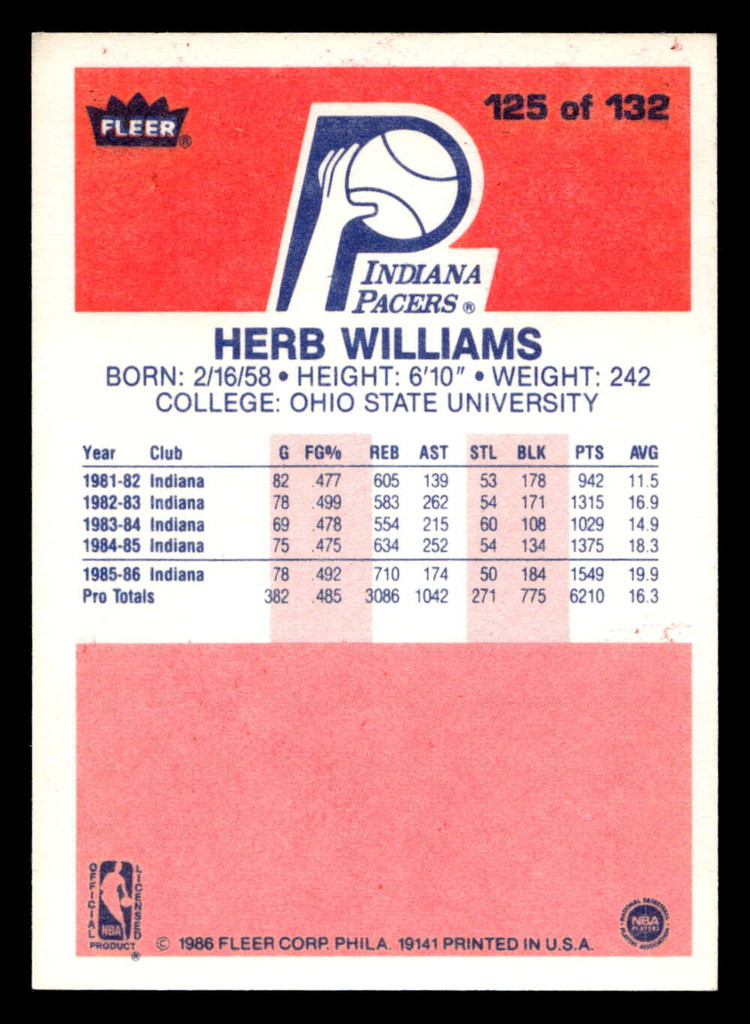 FLEER ®
125 of 132
INDIANA
PACERS ®
HERB WILLIAMS
BORN: 2/16/58 • HEIGHT: 6'10" • WEIGHT: 242
COLLEGE: OHIO STATE UNIVERSITY
Year Club G FG% REB AST STL BLK PTS AVG
1981-82 Indiana 82 .477 605 139 53 178 942 11.5
1982-83 Indiana 78 .499 583 262 54 171 1315 16.9
1983-84 Indiana 69 .478 554 215 60 108 1029 14.9
1984-85 Indiana 75 .475 634 252 54 134 1375 18.3
1985-86 Indiana 78 .492 710 174 50 184 1549 19.9
Pro Totals 382 .485 3086 1042 271 775 6210 16.3
OFFICIAL LICENSED
NBA
PRODUCT ®
© 1986 FLEER CORP. PHILA. 19141 PRINTED IN U.S.A.
NATIONAL BASKETBALL
NBA
PLAYERS
PLAYERS ASSOCIATION